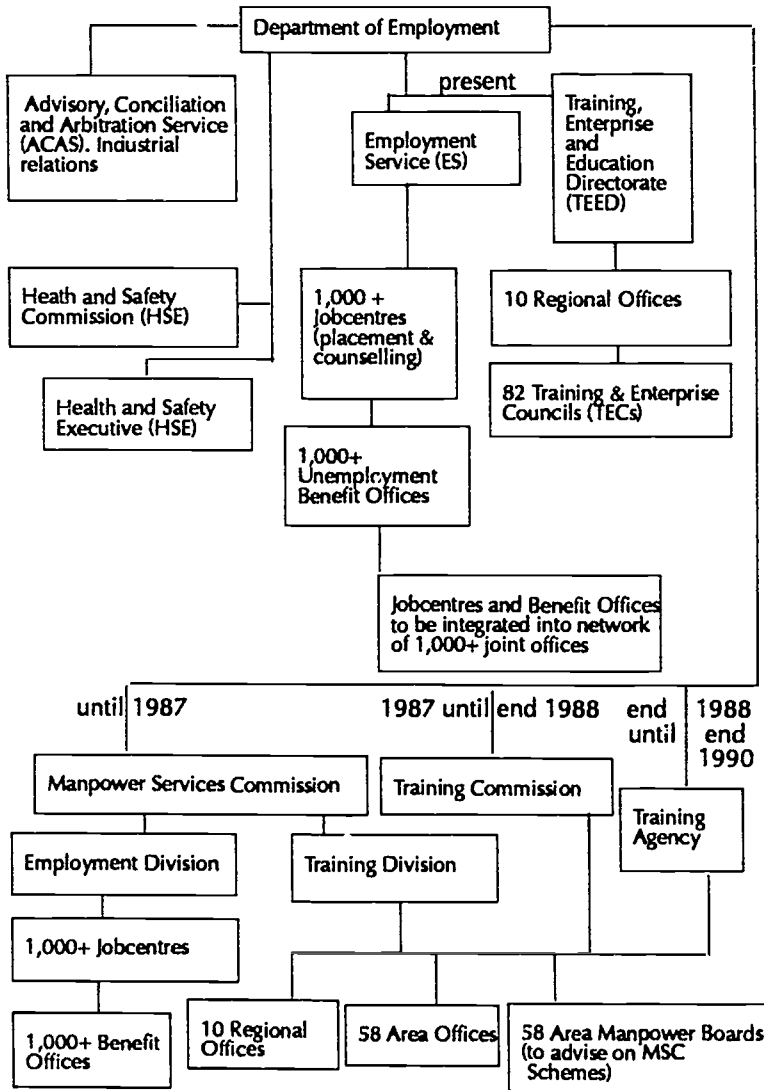 Department of Employment
present
Advisory, Conciliation
and Arbitration Service
(ACAS). Industrial
relations
Employment
Service (ES)
Training,
Enterprise
and
Education
Directorate
(TEED)
Heath and Safety
Commission (HSE)
1,000 +
Jobcentres
(placement &
counselling)
10 Regional Offices
Health and Safety
Executive (HSE)
82 Training & Enterprise
Councils (TECs)
1,000+
Unemployment
Benefit Offices
Jobcentres and Benefit Offices
to be integrated into network
of 1,000+ joint offices
until 1987
1987 until end 1988
end 1988
until end
1990
Manpower Services Commission
Training Commission
Training
Agency
Employment Division
Training Division
1,000+ Jobcentres
1,000+ Benefit
Offices
10 Regional
Offices
58 Area Offices
58 Area Manpower Boards
(to advise on MSC
Schemes)